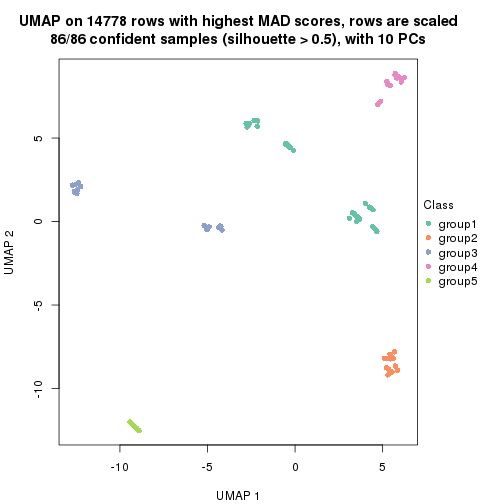 UMAP on 14778 rows with highest MAD scores, rows are scaled
86/86 confident samples (silhouette > 0.5), with 10 PCs
5
0
-5
-10
UMAP 2
-10
-5
0
5
UMAP 1
Class
group1
group2
group3
group4
group5